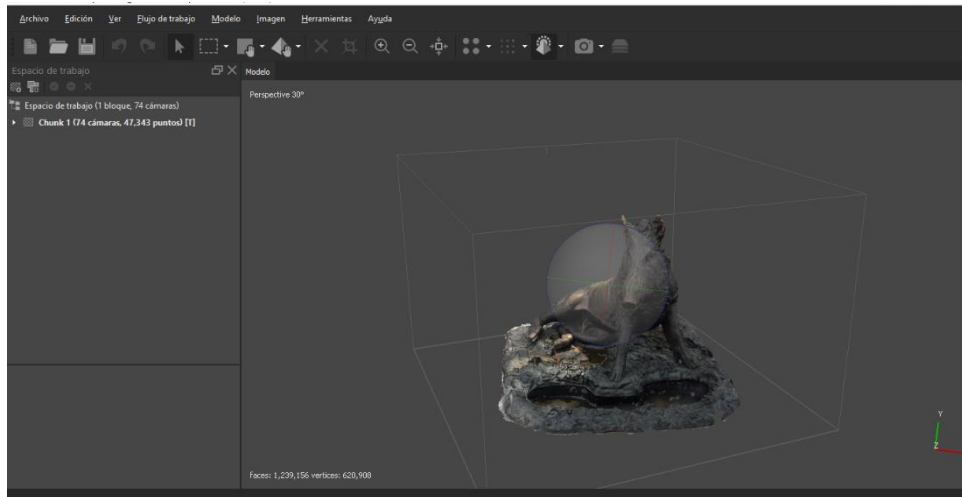 Archivo Edición Ver Flujo de trabajo Modelo Imagen Herramientas Ayuda
Espacio de trabajo
Modelo
Espacio de trabajo (1 bloque, 74 cámaras)
Chunk 1 (74 cámaras, 47,343 puntos) [T]
Perspective 30°
Y
Z
Faces: 1,239,156 vertices: 620,908